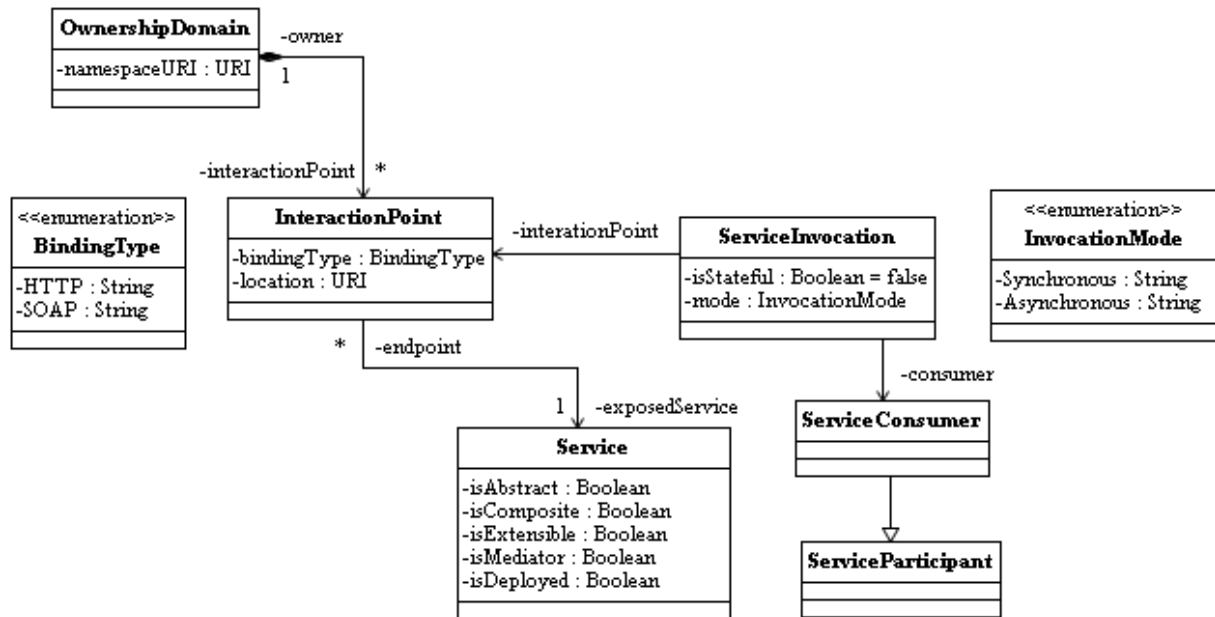 OwnershipDomain
-namespaceURI : URI
-owner
1
-interactionPoint
*
<<enumeration>>
BindingType
-HTTP : String
-SOAP : String
InteractionPoint
-bindingType : BindingType
-location : URI
-interationPoint
ServiceInvocation
-isStateful : Boolean = false
-mode : InvocationMode
<<enumeration>>
InvocationMode
-Synchronous : String
-Asynchronous : String
*
-endpoint
1
-exposedService
-consumer
Service
-isAbstract : Boolean
-isComposite : Boolean
-isExtensible : Boolean
-isMediator : Boolean
-isDeployed : Boolean
ServiceConsumer
ServiceParticipant